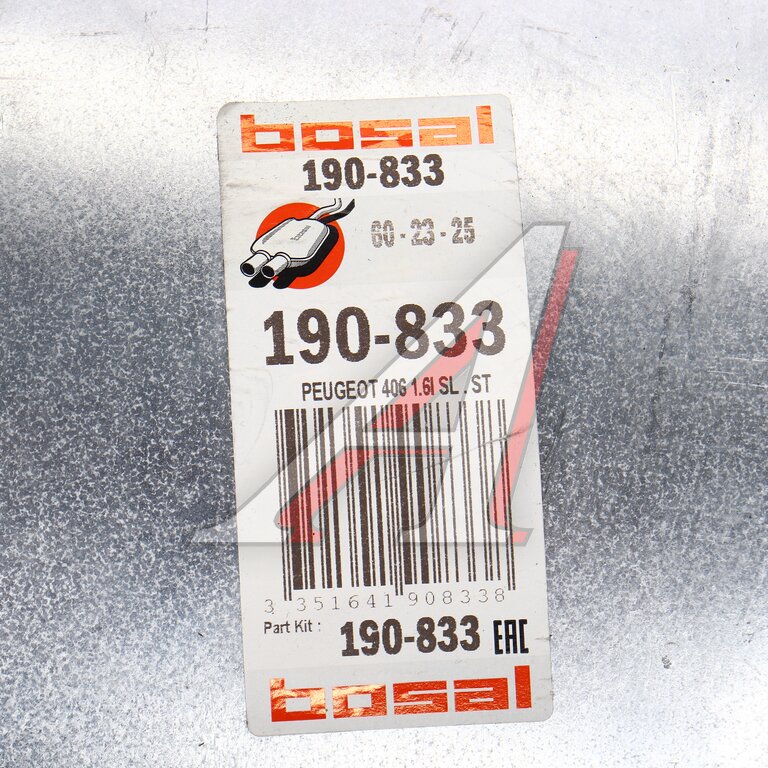 bosal
190-833
bosal
60-23-25
190-833
PEUGEOT 406 1.6I SL . ST
3 351641 908338
Part Kit : 190-833 EAC
bosal